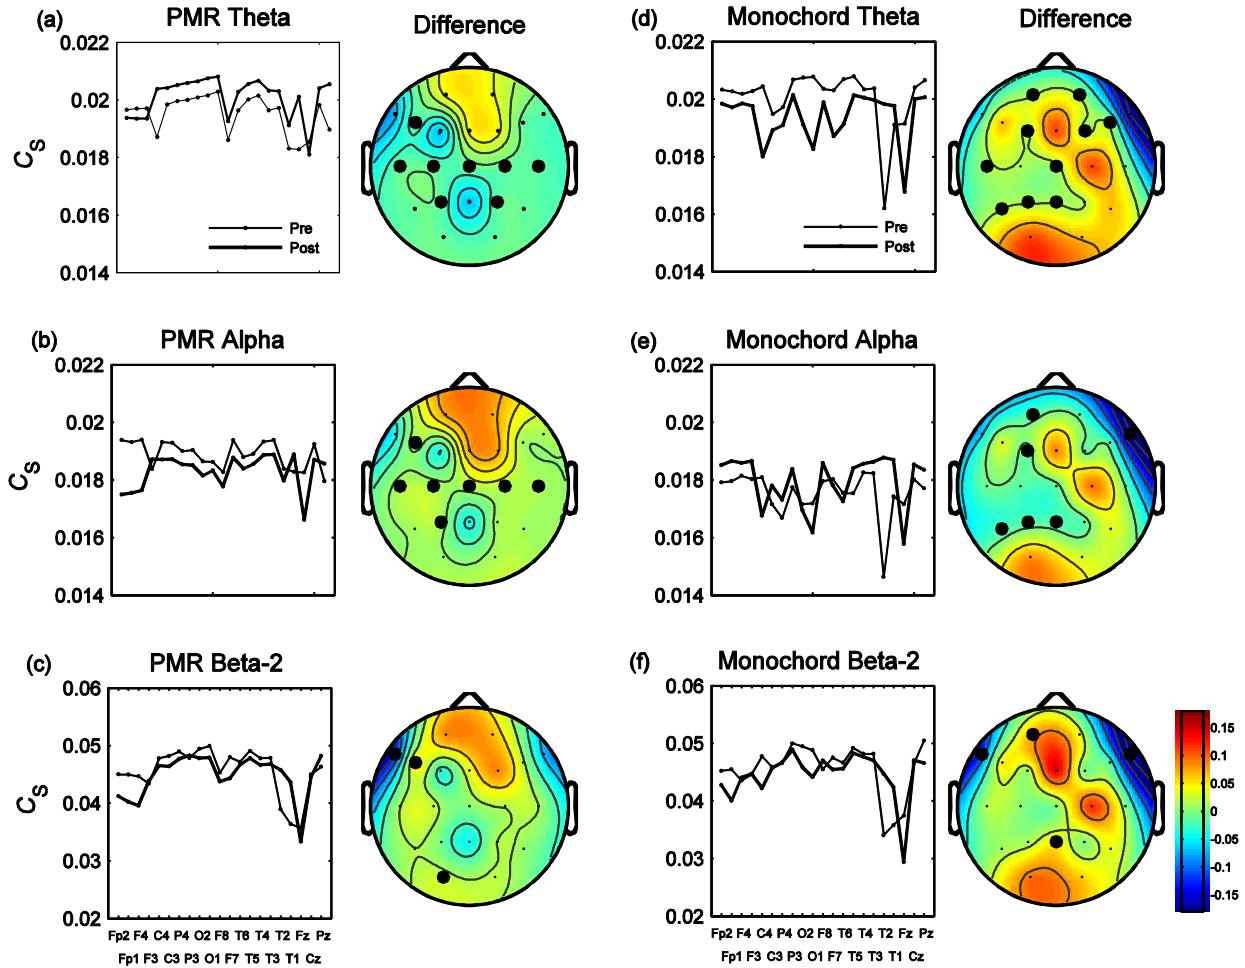 (a) PMR Theta Difference
0.022
0.02
0.018
0.016
0.014
Cs
Pre
Post
(d) Monochord Theta Difference
0.022
0.02
0.018
0.016
0.014
Pre
Post
(b) PMR Alpha
0.022
0.02
0.018
0.016
0.014
Cs
(e) Monochord Alpha
0.022
0.02
0.018
0.016
0.014
(c) PMR Beta-2
0.06
0.05
0.04
0.03
0.02
Cs
Fp2 F4 C4 P4 O2 F8 T6 T4 T2 Fz Pz
Fp1 F3 C3 P3 O1 F7 T5 T3 T1 Cz
(f) Monochord Beta-2
0.06
0.05
0.04
0.03
0.02
Fp2 F4 C4 P4 O2 F8 T6 T4 T2 Fz Pz
Fp1 F3 C3 P3 O1 F7 T5 T3 T1 Cz
0.15
0.1
0.05
0
-0.05
-0.1
-0.15